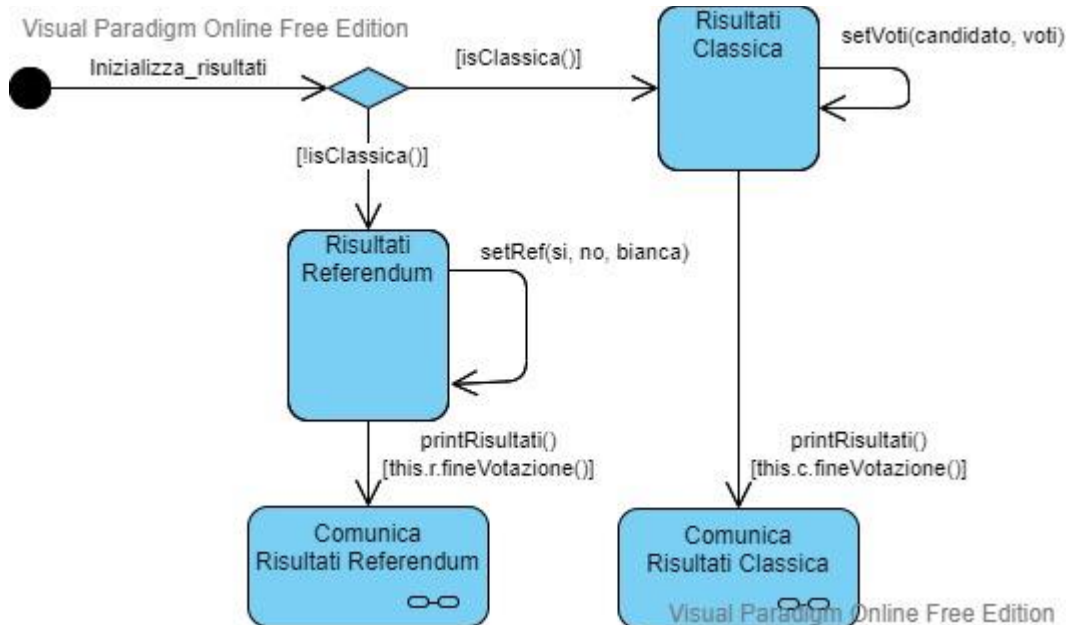 Visual Paradigm Online Free Edition
Inizializza_risultati
[isClassica()]
Risultati
Classica
setVoti(candidato, voti)
[!isClassica()]
Risultati
Referendum
setRef(si, no, bianca)
printRisultati()
[this.r.fineVotazione()]
printRisultati()
[this.c.fineVotazione()]
Comunica
Risultati Referendum
Comunica
Risultati Classica
Visual Paradigm Online Free Edition